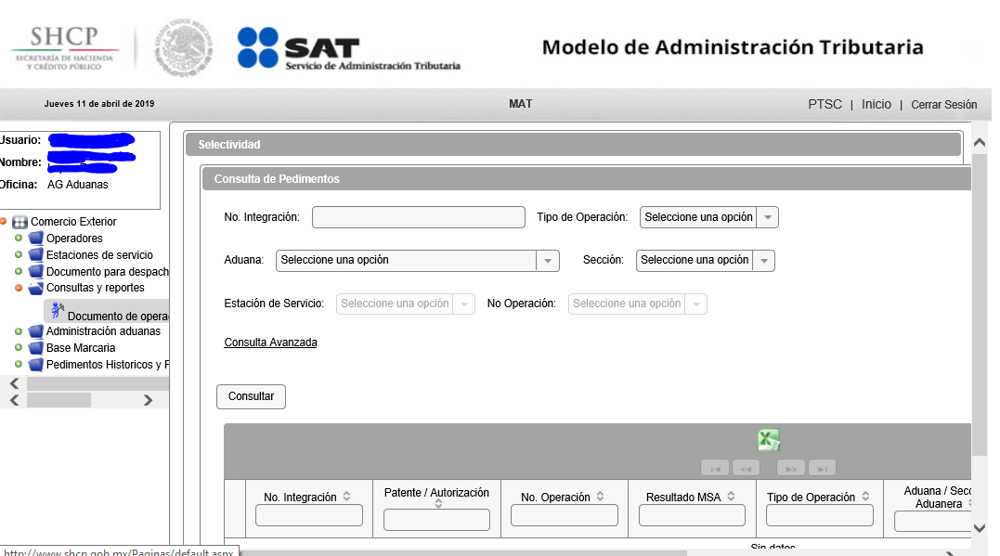 SHCP
SECRETARÍA DE HACIENDA
Y CRÉDITO PÚBLICO
ESTADOS UNIDOS MEXICANOS
SAT
Servicio de Administración Tributaria
Modelo de Administración Tributaria
Jueves 11 de abril de 2019
MAT
PTSC | Inicio | Cerrar Sesión
Usuario:
Nombre:
Oficina: AG Aduanas
Comercio Exterior
Operadores
Estaciones de servicio
Documento para despach
Consultas y reportes
Documento de opera
Administración aduanas
Base Marcaria
Pedimentos Historicos y F
Selectividad
Consulta de Pedimentos
No. Integración:
Tipo de Operación: Seleccione una opción
Aduana: Seleccione una opción
Sección: Seleccione una opción
Estación de Servicio: Seleccione una opción
No Operación: Seleccione una opción
Consulta Avanzada
Consultar
No. Integración
Patente / Autorización
No. Operación
Resultado MSA
Tipo de Operación
Aduana / Secc
Aduanera
Sin datos
http://www.shcp.gob.mx/Paginas/default.aspx